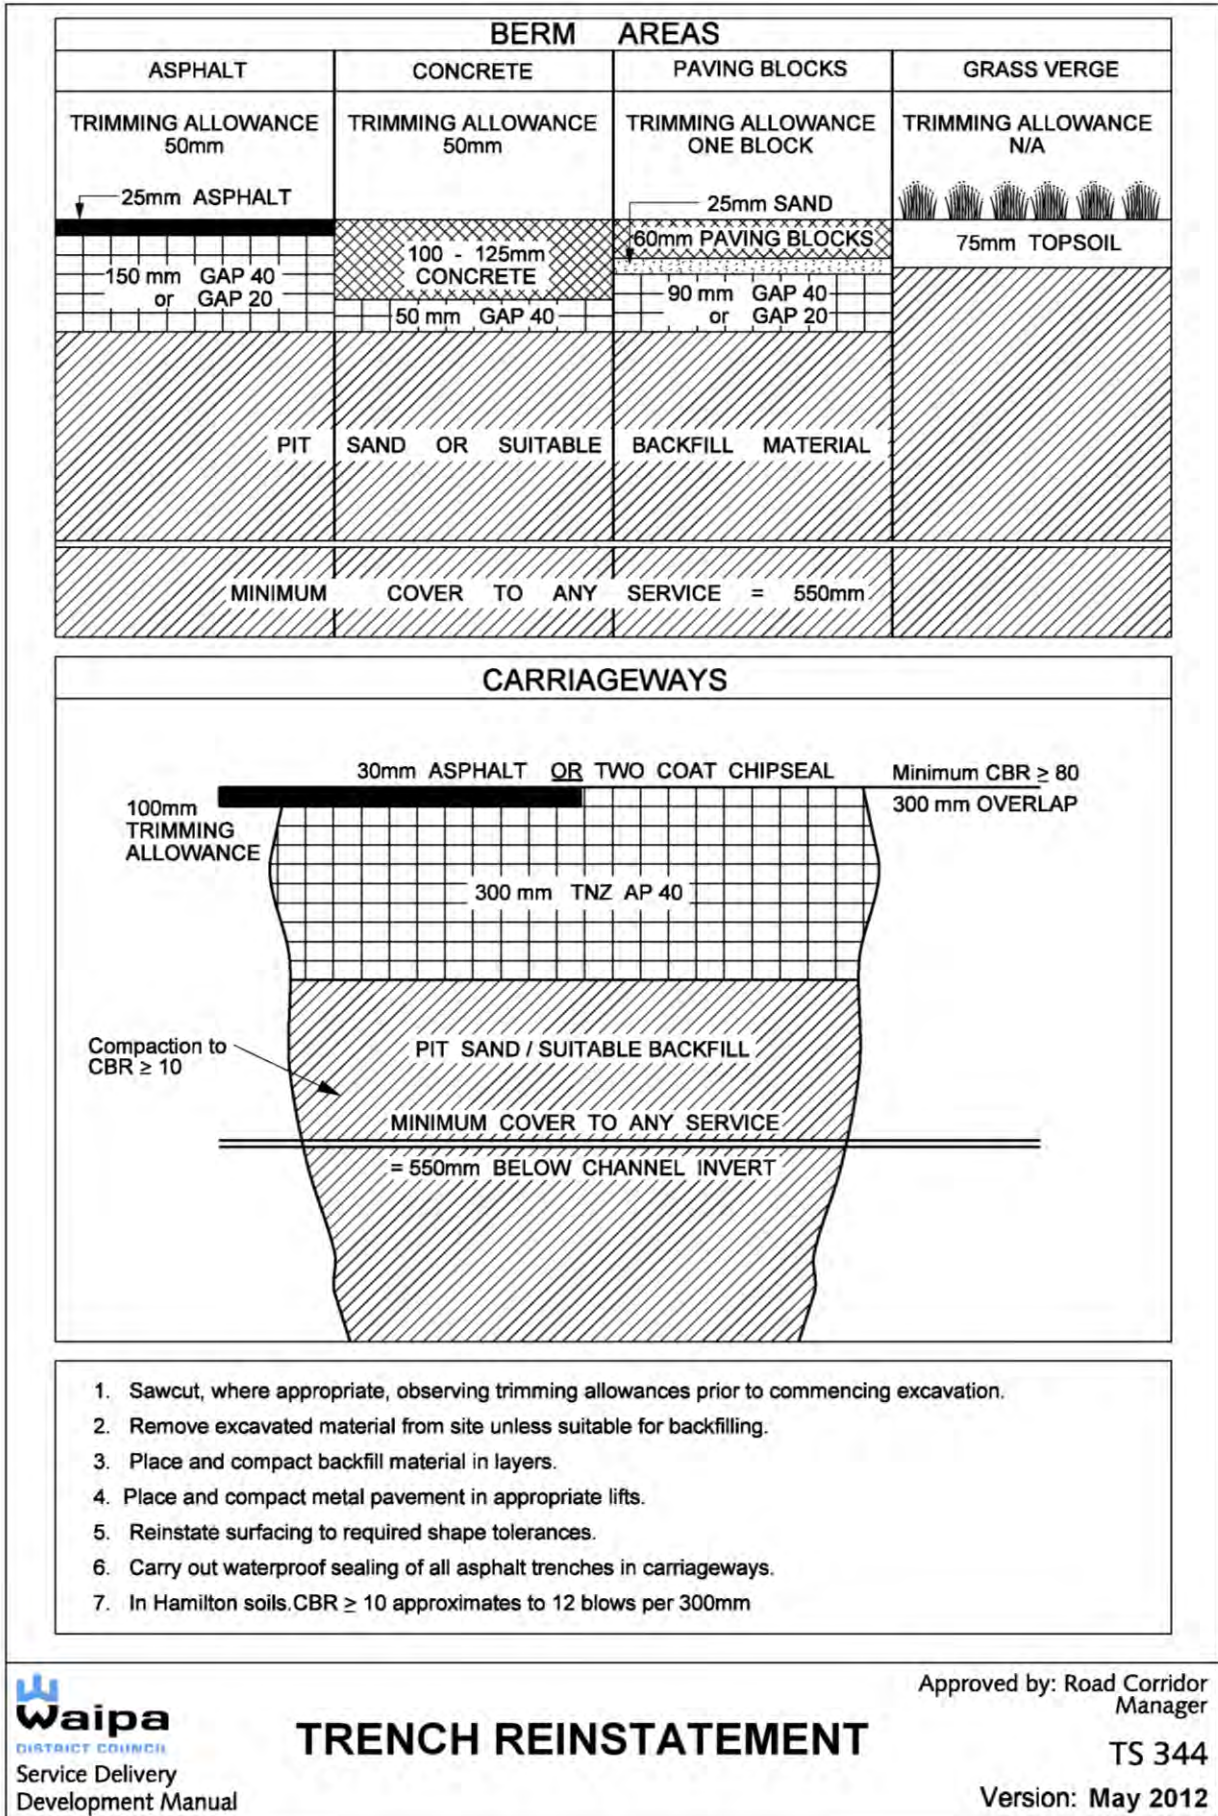 BERM AREAS
ASPHALT
CONCRETE
PAVING BLOCKS
GRASS VERGE
TRIMMING ALLOWANCE
50mm
TRIMMING ALLOWANCE
50mm
TRIMMING ALLOWANCE
ONE BLOCK
TRIMMING ALLOWANCE
N/A
25mm ASPHALT
150 mm GAP 40
or GAP 20
100 - 125mm
CONCRETE
50 mm GAP 40
25mm SAND
60mm PAVING BLOCKS
90 mm GAP 40
or GAP 20
75mm TOPSOIL
PIT SAND OR SUITABLE BACKFILL MATERIAL
MINIMUM COVER TO ANY SERVICE = 550mm
CARRIAGEWAYS
30mm ASPHALT OR TWO COAT CHIPSEAL
Minimum CBR ≥ 80
300 mm OVERLAP
100mm
TRIMMING
ALLOWANCE
300 mm TNZ AP 40
Compaction to
CBR ≥ 10
PIT SAND / SUITABLE BACKFILL
MINIMUM COVER TO ANY SERVICE
= 550mm BELOW CHANNEL INVERT
1. Sawcut, where appropriate, observing trimming allowances prior to commencing excavation.
2. Remove excavated material from site unless suitable for backfilling.
3. Place and compact backfill material in layers.
4. Place and compact metal pavement in appropriate lifts.
5. Reinstate surfacing to required shape tolerances.
6. Carry out waterproof sealing of all asphalt trenches in carriageways.
7. In Hamilton soils.CBR ≥ 10 approximates to 12 blows per 300mm
Waipa
DISTRICT COUNCIL
Service Delivery
Development Manual
TRENCH REINSTATEMENT
Approved by: Road Corridor
Manager
TS 344
Version: May 2012